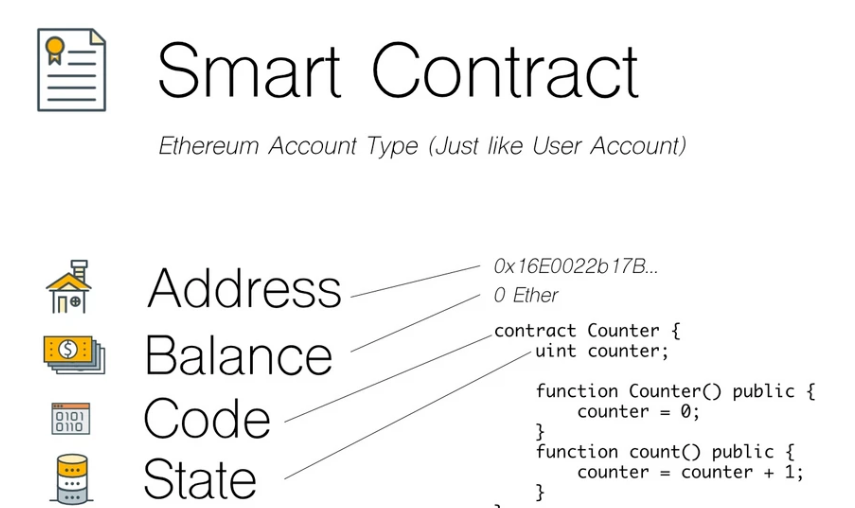 Smart Contract
Ethereum Account Type (Just like User Account)
Address
0x16E0022b17B...
Balance
0 Ether
Code
State
contract Counter {
uint counter;
function Counter() public {
counter = 0;
}
function count() public {
counter = counter + 1;
}
}
0101
0110
$